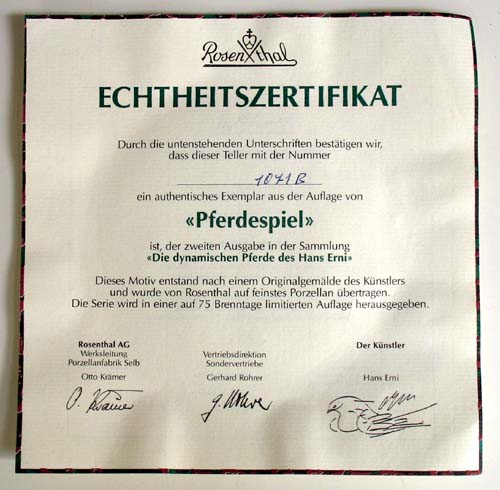 Rosenthal
ECHTHEITSZERTIFIKAT
Durch die untenstehenden Unterschriften bestätigen wir,
dass dieser Teller mit der Nummer
1071B
ein authentisches Exemplar aus der Auflage von
«Pferdespiel»
ist, der zweiten Ausgabe in der Sammlung
«Die dynamischen Pferde des Hans Erni»
Dieses Motiv entstand nach einem Originalgemälde des Künstlers
und wurde von Rosenthal auf feinstes Porzellan übertragen.
Die Serie wird in einer auf 75 Brenntage limitierten Auflage herausgegeben.
Rosenthal AG
Werksleitung
Porzellanfabrik Selb
Otto Krämer
O. Krämer
Vertriebsdirektion
Sondervertriebe
Gerhard Rohrer
G. Rohrer
Der Künstler
Hans Erni